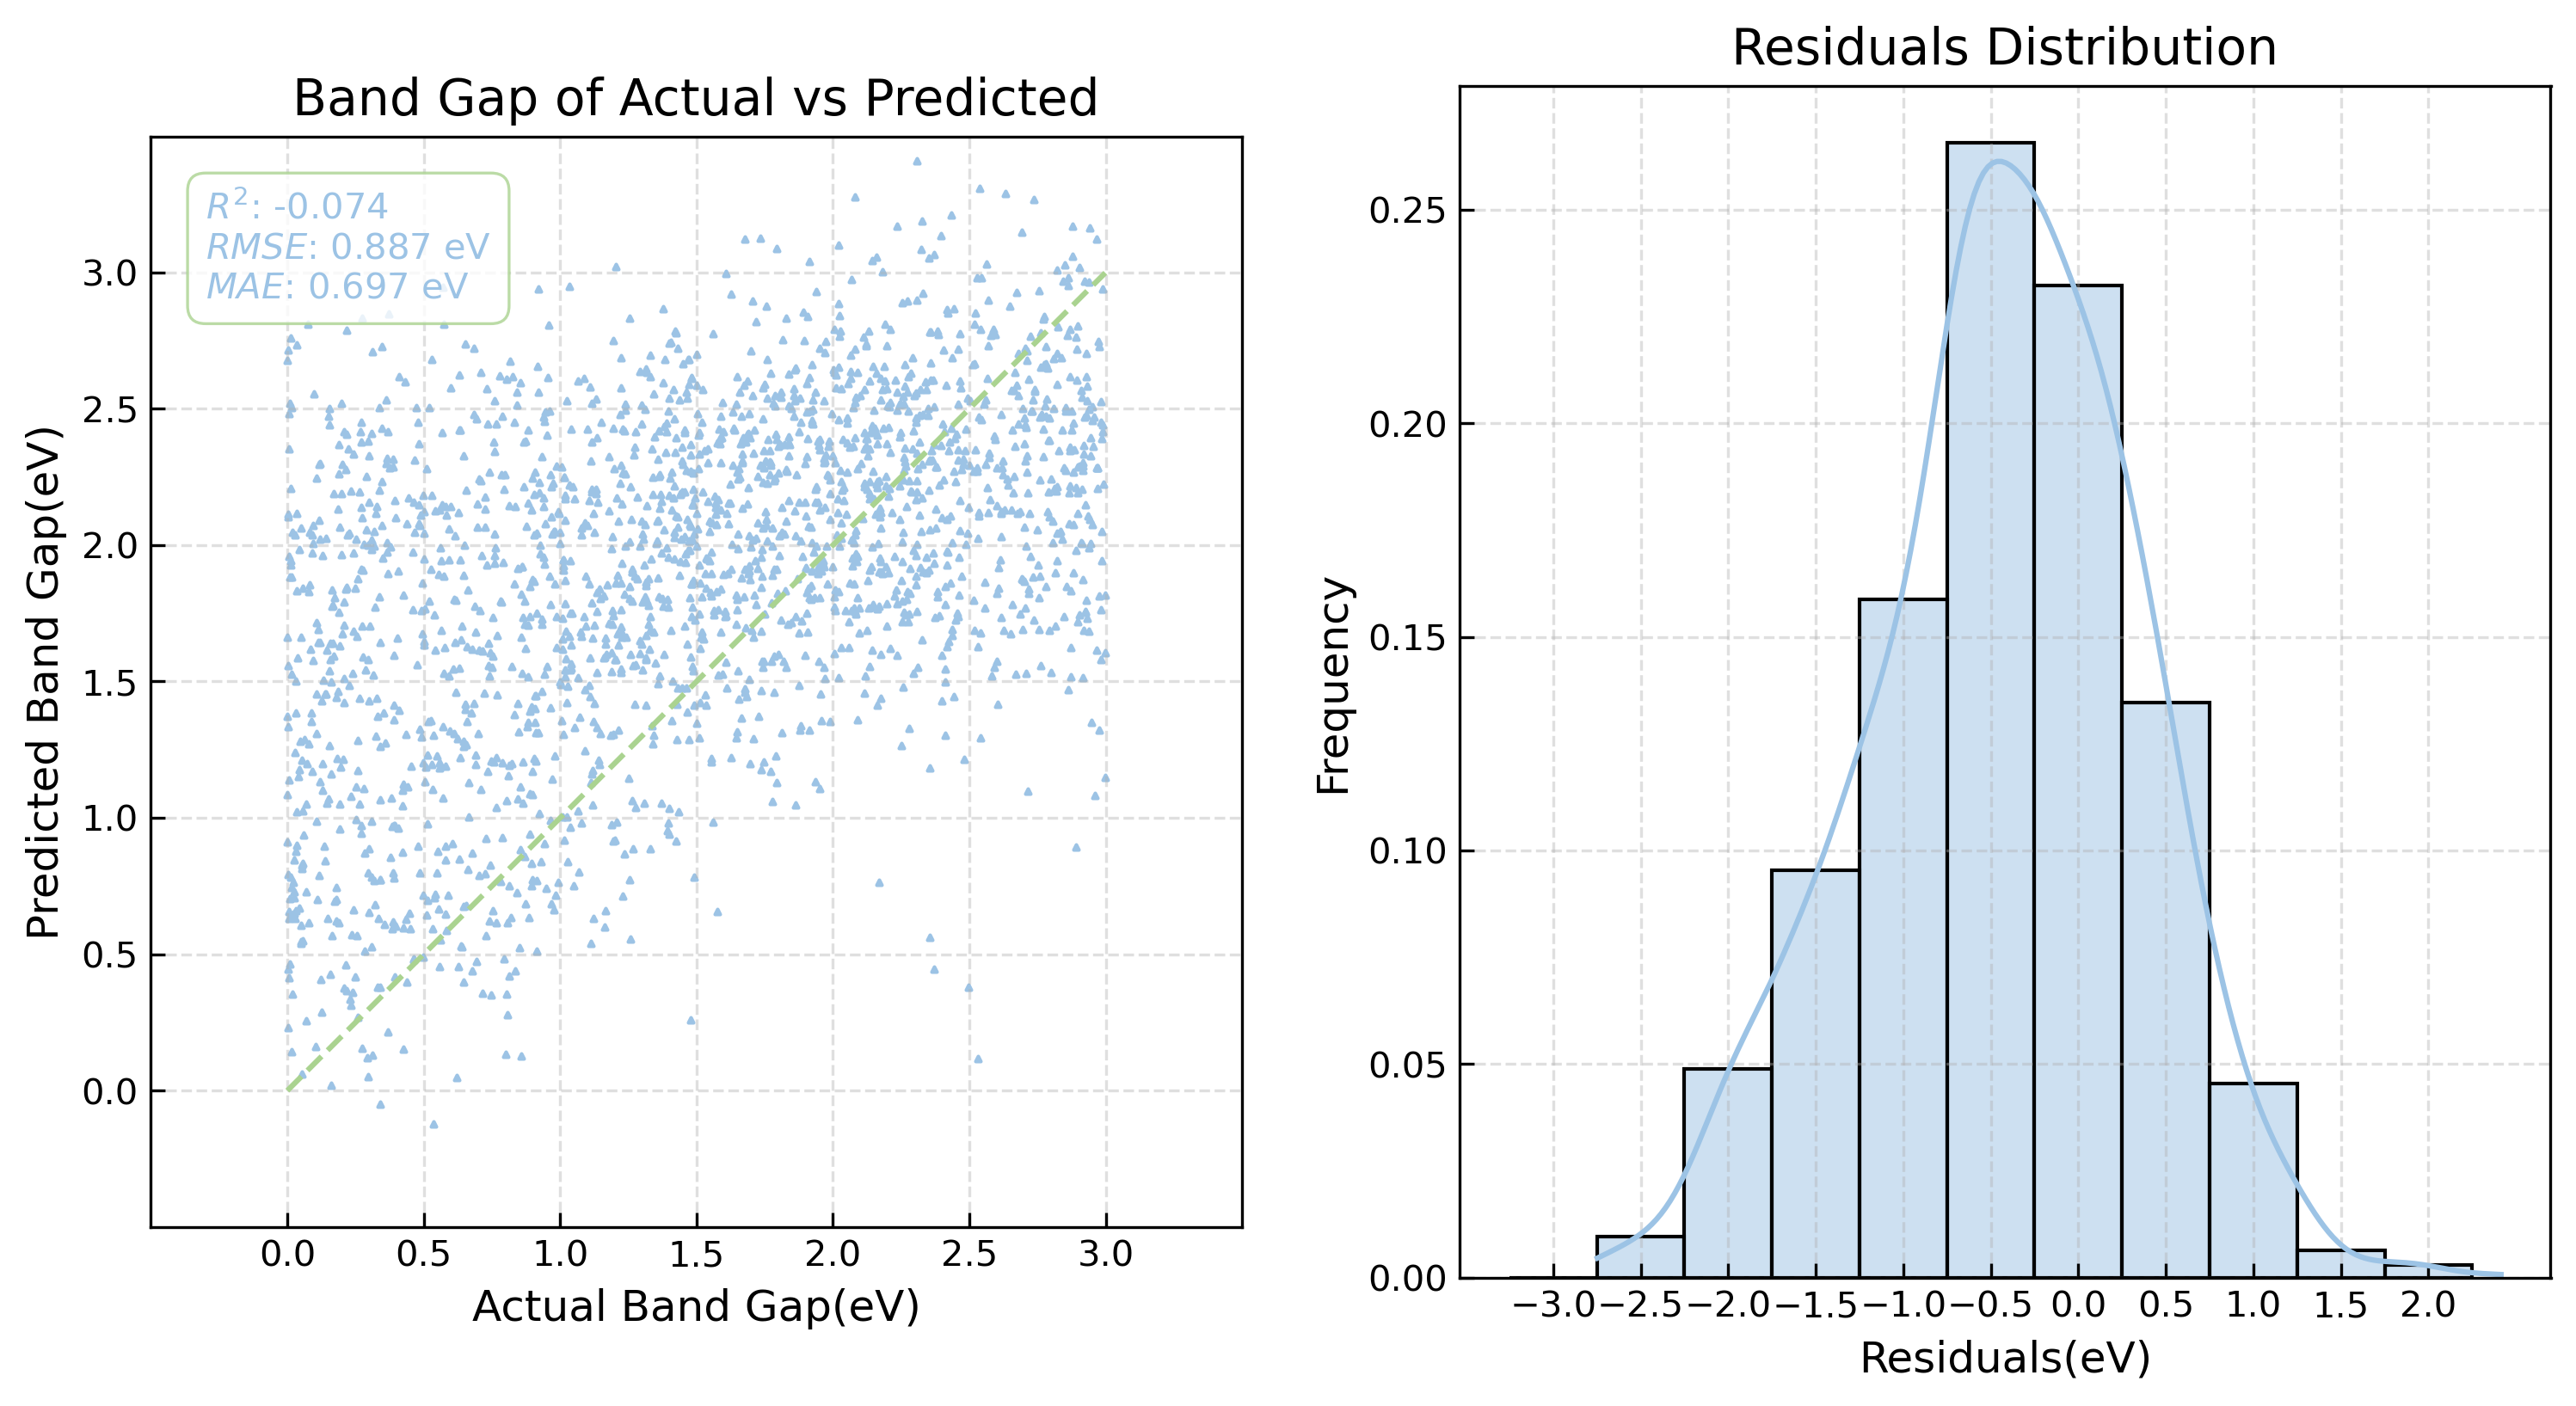 Band Gap of Actual vs Predicted
R²: -0.074
RMSE: 0.887 eV
MAE: 0.697 eV
Predicted Band Gap(eV)
3.0
2.5
2.0
1.5
1.0
0.5
0.0
0.0 0.5 1.0 1.5 2.0 2.5 3.0
Actual Band Gap(eV)
Residuals Distribution
Frequency
0.25
0.20
0.15
0.10
0.05
0.00
−3.0 −2.5 −2.0 −1.5 −1.0 −0.5 0.0 0.5 1.0 1.5 2.0
Residuals(eV)